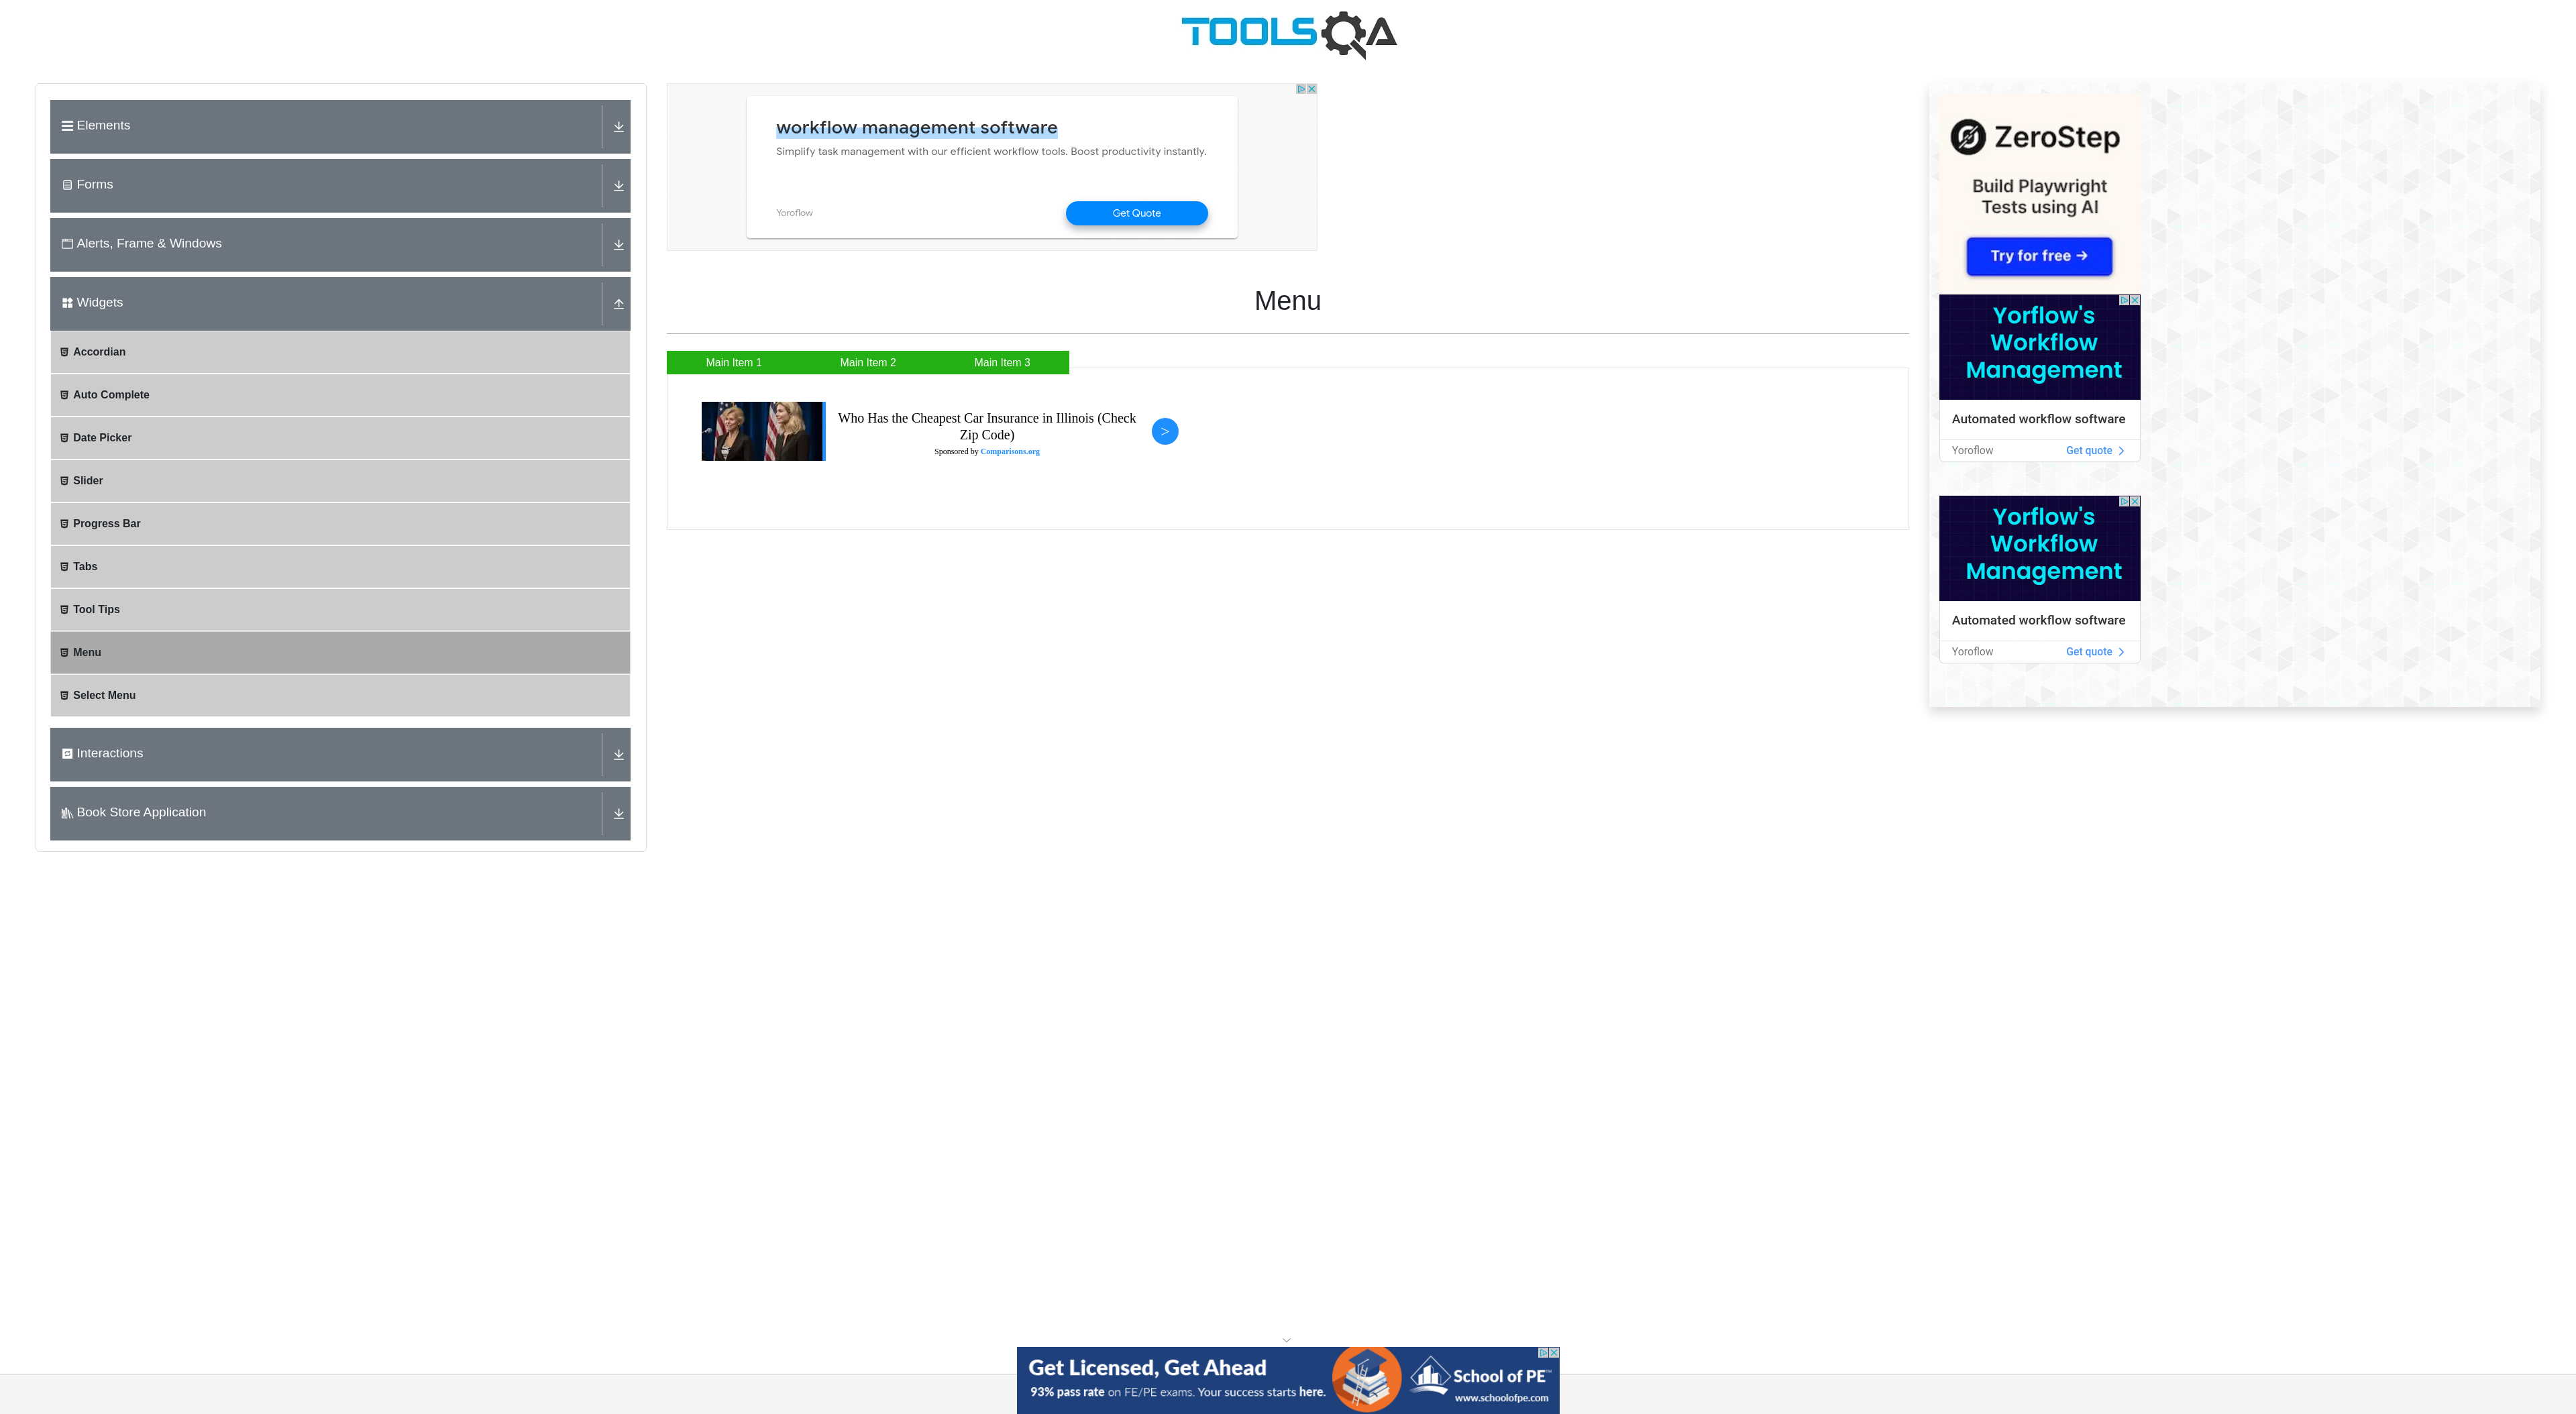 TOOLSQA
Elements
Forms
Alerts, Frame & Windows
Widgets
Accordian
Auto Complete
Date Picker
Slider
Progress Bar
Tabs
Tool Tips
Menu
Select Menu
Interactions
Book Store Application
workflow management software
Simplify task management with our efficient workflow tools. Boost productivity instantly.
Yoroflow
Get Quote
Menu
Main Item 1
Main Item 2
Main Item 3
Who Has the Cheapest Car Insurance in Illinois (Check
Zip Code)
Sponsored by Comparisons.org
>
ZeroStep
Build Playwright
Tests using AI
Try for free →
Yorflow's
Workflow
Management
Automated workflow software
Yoroflow
Get quote
Yorflow's
Workflow
Management
Automated workflow software
Yoroflow
Get quote
Get Licensed, Get Ahead
93% pass rate on FE/PE exams. Your success starts here.
School of PE™
www.schoolofpe.com